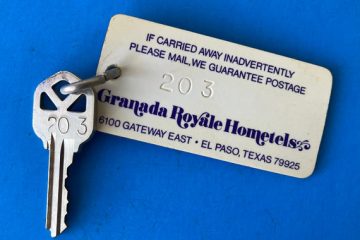 IF CARRIED AWAY INADVERTENTLY
PLEASE MAIL, WE GUARANTEE POSTAGE
203
Granada Royale Hometels
6100 GATEWAY EAST • EL PASO, TEXAS 79925
203